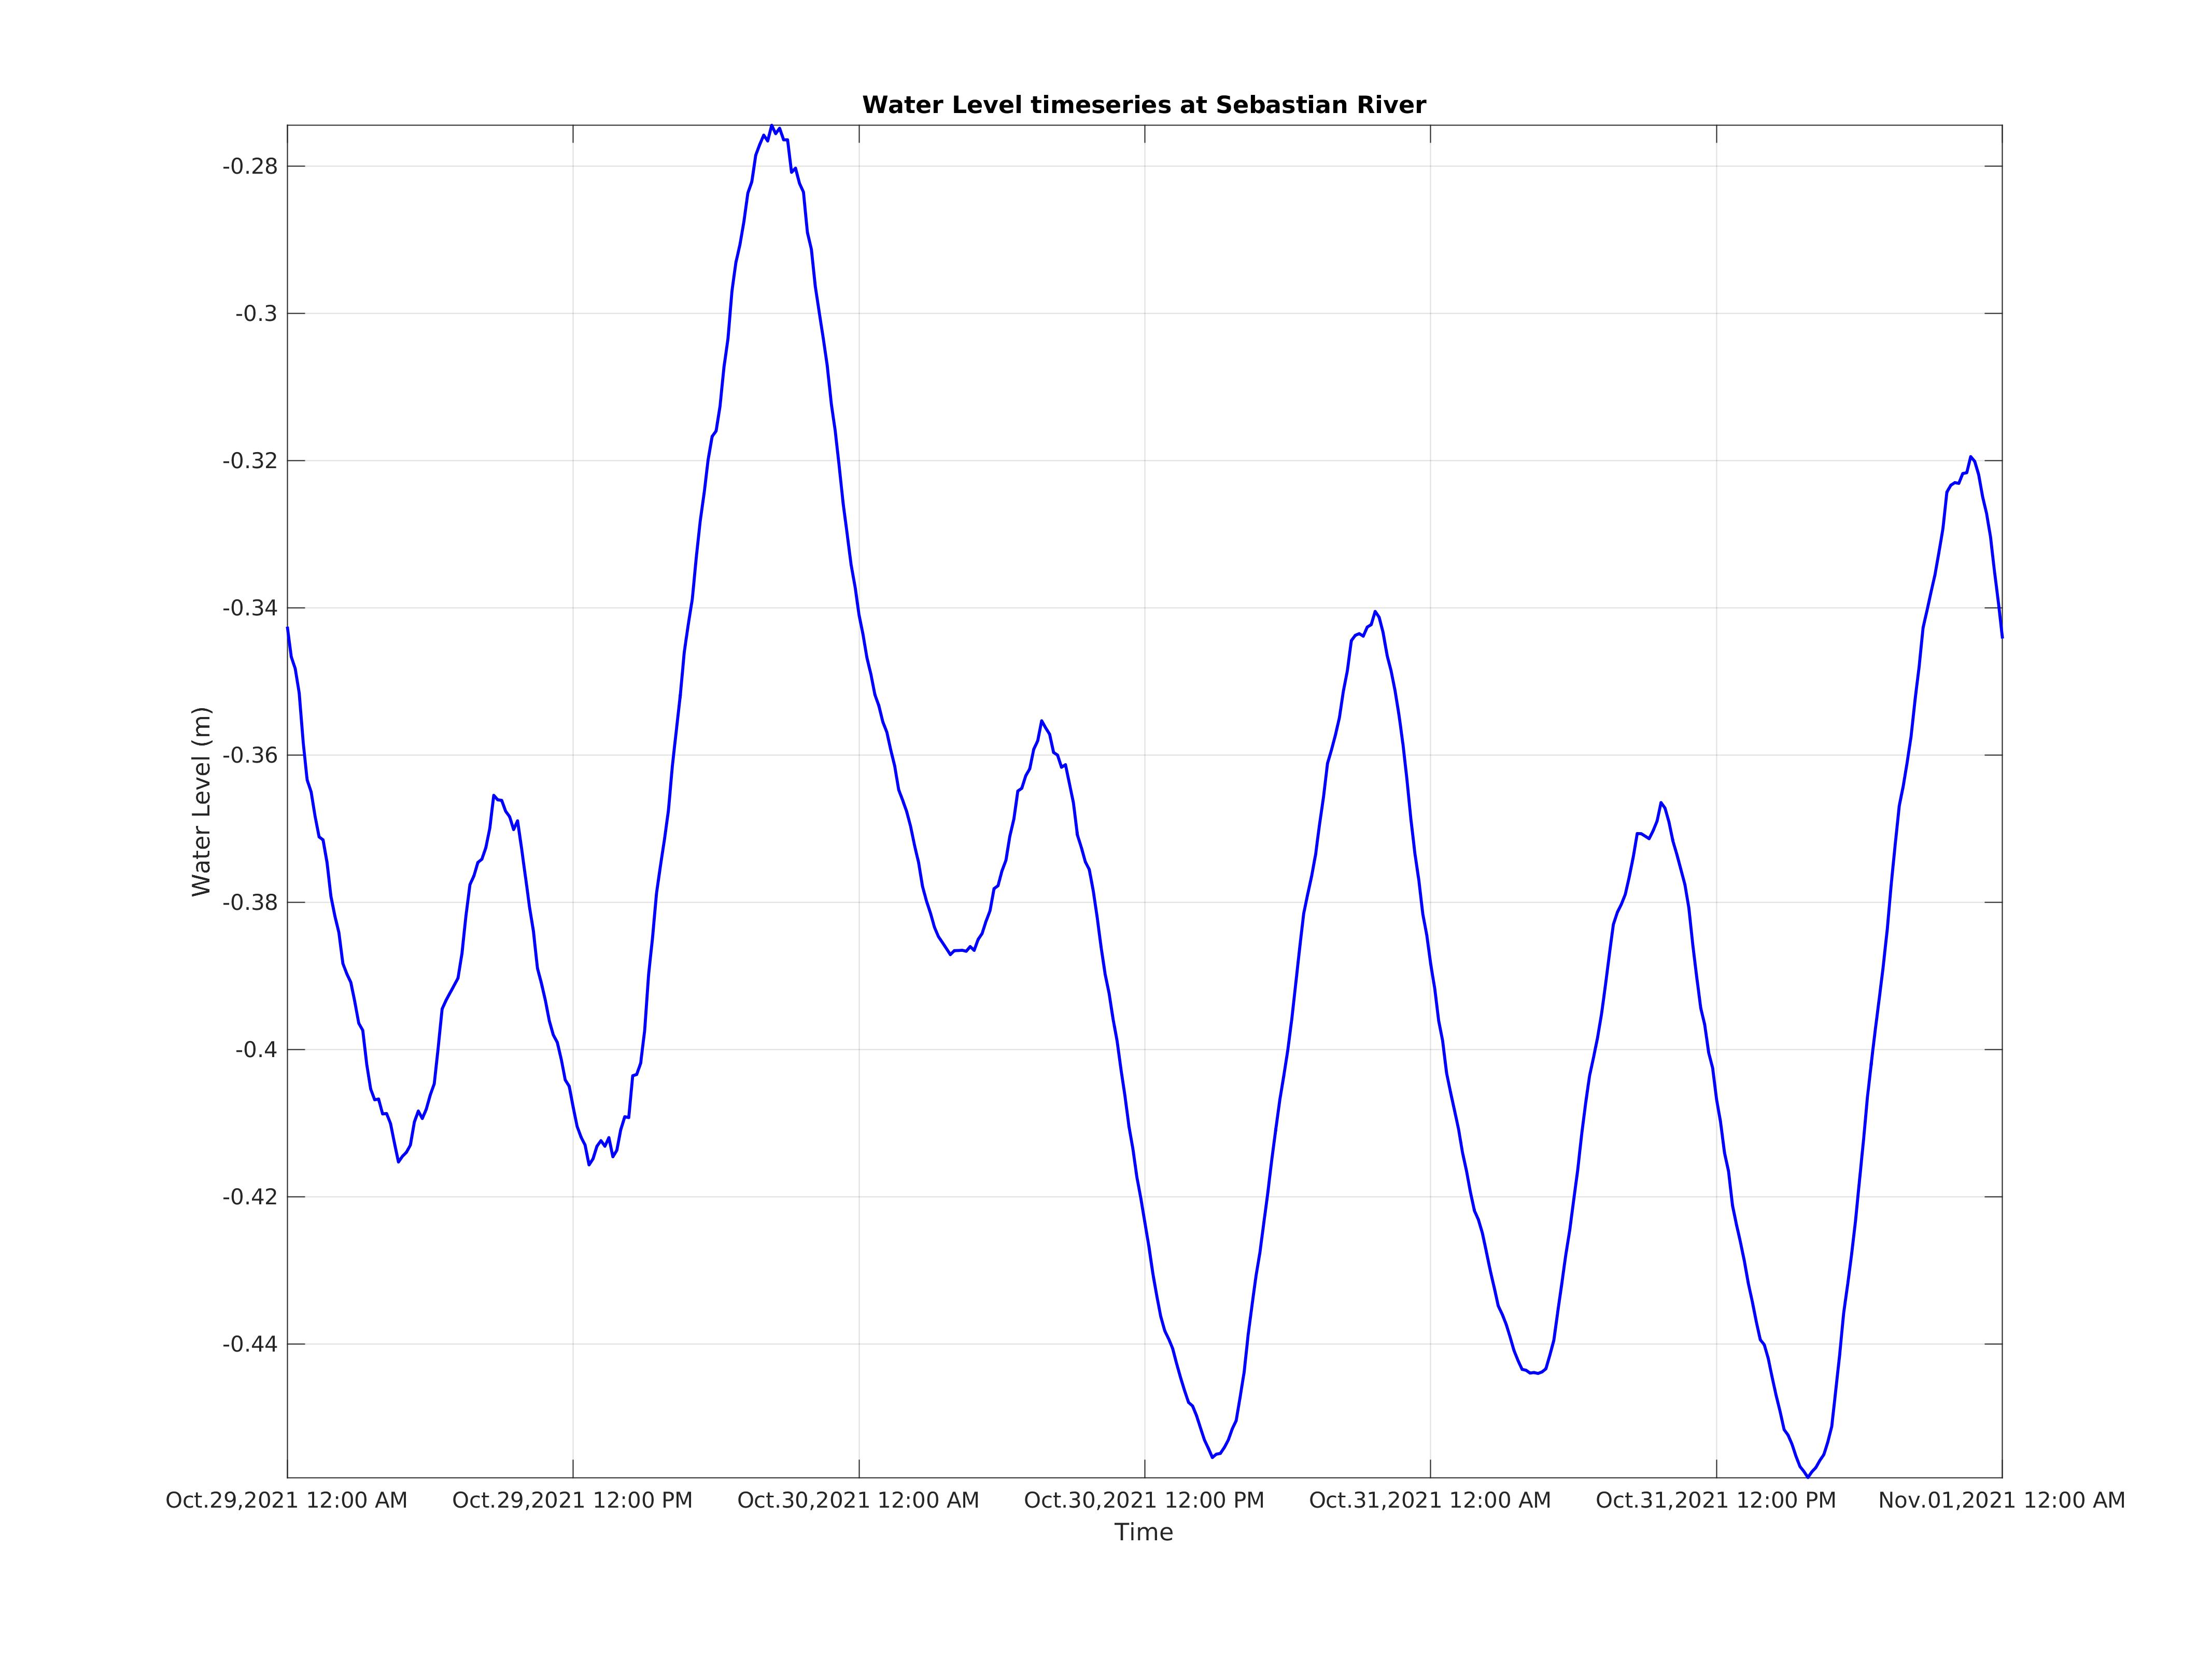 Water Level timeseries at Sebastian River
-0.28
-0.3
-0.32
-0.34
-0.36
-0.38
-0.4
-0.42
-0.44
Water Level (m)
Oct.29,2021 12:00 AM
Oct.29,2021 12:00 PM
Oct.30,2021 12:00 AM
Oct.30,2021 12:00 PM
Oct.31,2021 12:00 AM
Oct.31,2021 12:00 PM
Nov.01,2021 12:00 AM
Time